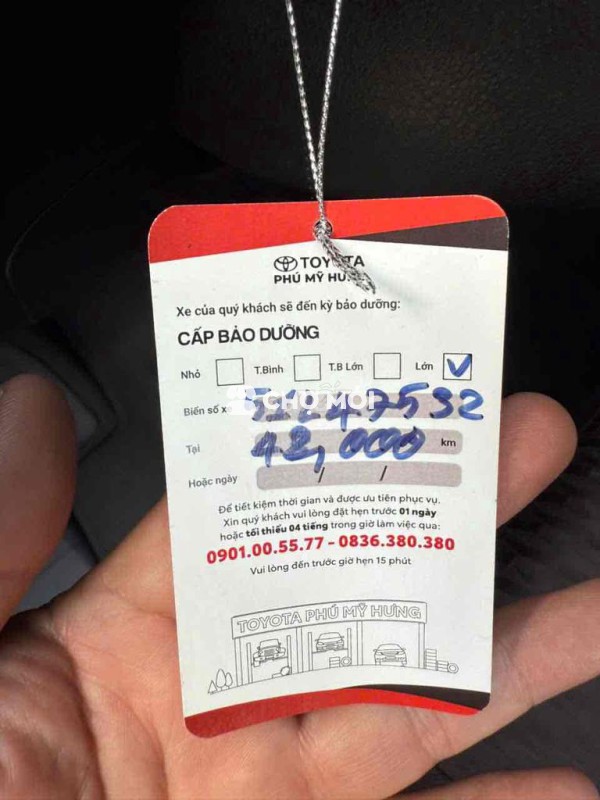 TOYOTA
PHÚ MỸ HƯNG
Xe của quý khách sẽ đến kỳ bảo dưỡng:
CẤP BẢO DƯỠNG
Nhỏ T.Bình T.B Lớn Lớn
CHỢ MỚI
Biển số x 7532
Tại 42,000 km
Hoặc ngày / /
Để tiết kiệm thời gian và được ưu tiên phục vụ.
Xin quý khách vui lòng đặt hẹn trước 01 ngày
hoặc tối thiểu 04 tiếng trong giờ làm việc qua:
0901.00.55.77 - 0836.380.380
Vui lòng đến trước giờ hẹn 15 phút
TOYOTA PHÚ MỸ HƯNG